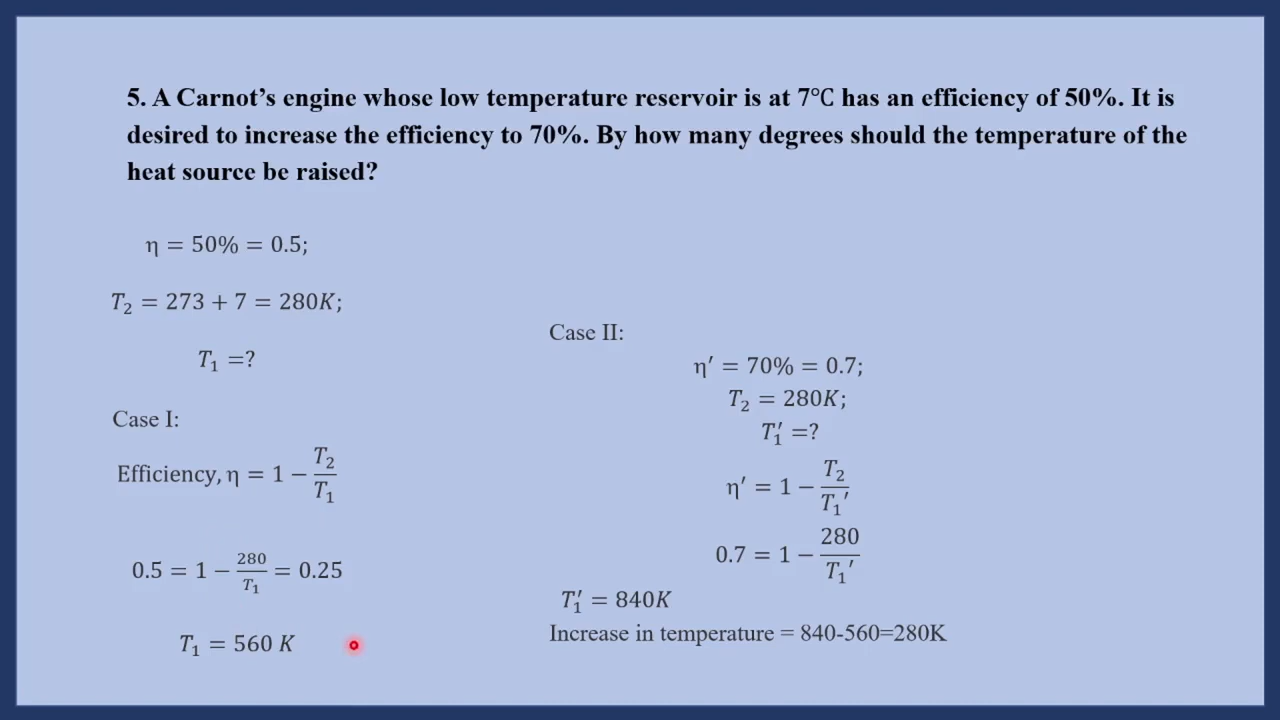 5. A Carnot’s engine whose low temperature reservoir is at 7℃ has an efficiency of 50%. It is
desired to increase the efficiency to 70%. By how many degrees should the temperature of the
heat source be raised?
η = 50% = 0.5;
T₂ = 273 + 7 = 280K;
T₁ =?
Case I:
Efficiency, η = 1 − T₂/T₁
0.5 = 1 − 280/T₁ = 0.25
T₁ = 560 K
Case II:
η′ = 70% = 0.7;
T₂ = 280K;
T₁′ =?
η′ = 1 − T₂/T₁′
0.7 = 1 − 280/T₁′
T₁′ = 840K
Increase in temperature = 840-560=280K